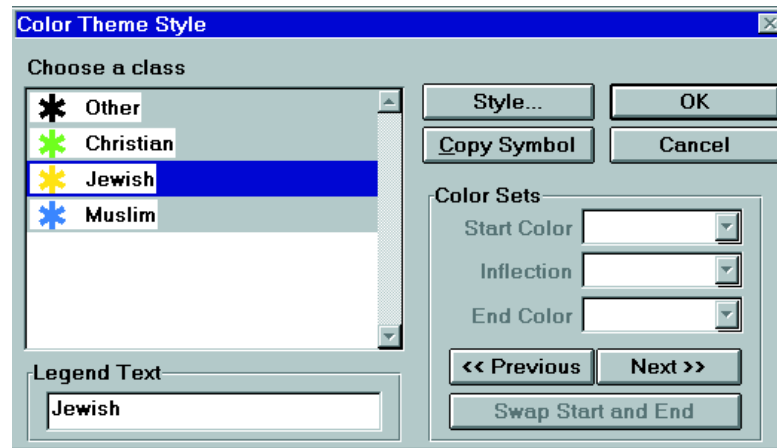 Color Theme Style
Choose a class
Other
Christian
Jewish
Muslim
Legend Text
Jewish
Style...
OK
Copy Symbol
Cancel
Color Sets
Start Color
Inflection
End Color
<< Previous
Next >>
Swap Start and End